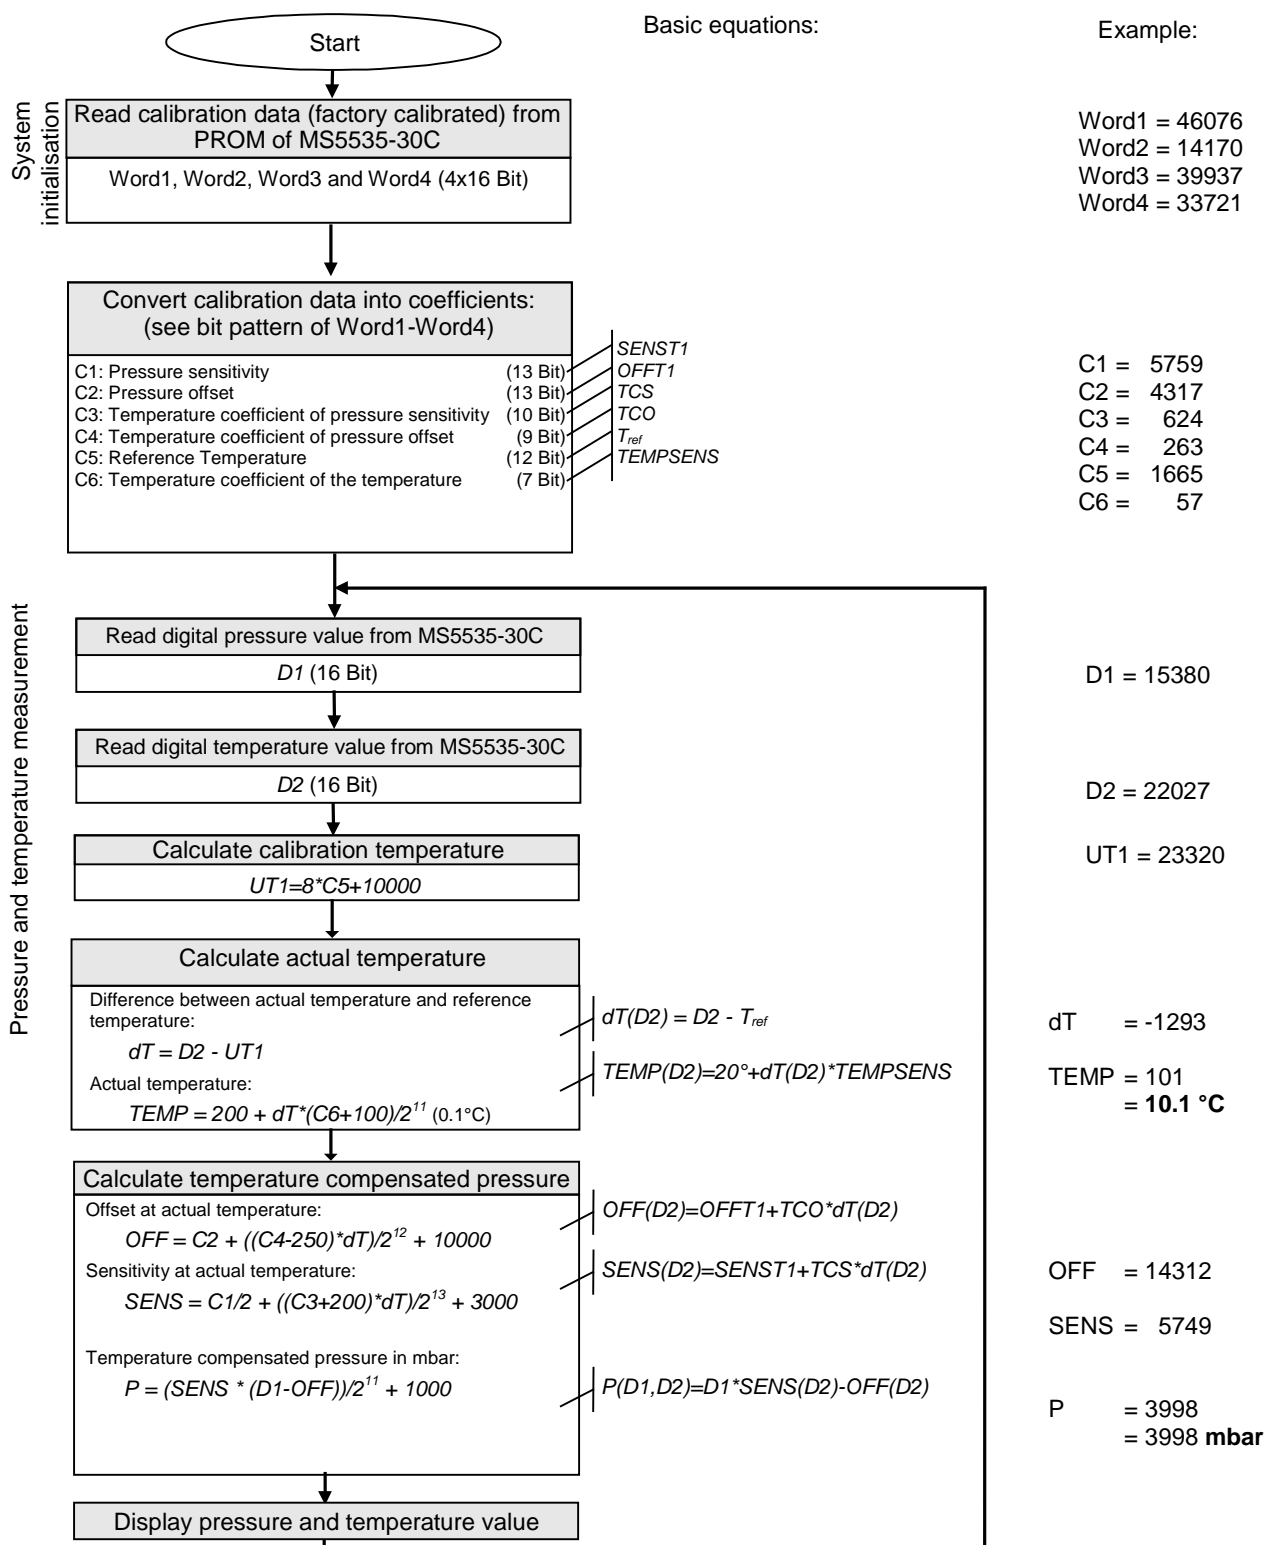 Start
Basic equations:
Example:
System
initialisation
Read calibration data (factory calibrated) from
PROM of MS5535-30C
Word1, Word2, Word3 and Word4 (4x16 Bit)
Word1 = 46076
Word2 = 14170
Word3 = 39937
Word4 = 33721
Convert calibration data into coefficients:
(see bit pattern of Word1-Word4)
C1: Pressure sensitivity (13 Bit) SENST1
C2: Pressure offset (13 Bit) OFFT1
C3: Temperature coefficient of pressure sensitivity (10 Bit) TCS
C4: Temperature coefficient of pressure offset (9 Bit) TCO
C5: Reference Temperature (12 Bit) T_ref
C6: Temperature coefficient of the temperature (7 Bit) TEMPSENS
C1 = 5759
C2 = 4317
C3 = 624
C4 = 263
C5 = 1665
C6 = 57
Pressure and temperature measurement
Read digital pressure value from MS5535-30C
D1 (16 Bit)
D1 = 15380
Read digital temperature value from MS5535-30C
D2 (16 Bit)
D2 = 22027
Calculate calibration temperature
UT1=8*C5+10000
UT1 = 23320
Calculate actual temperature
Difference between actual temperature and reference
temperature:
dT = D2 - UT1
dT(D2) = D2 - T_ref
dT = -1293
Actual temperature:
TEMP = 200 + dT*(C6+100)/2^11 (0.1°C)
TEMP(D2)=20°+dT(D2)*TEMPSENS
TEMP = 101
= 10.1 °C
Calculate temperature compensated pressure
Offset at actual temperature:
OFF = C2 + ((C4-250)*dT)/2^12 + 10000
OFF(D2)=OFFT1+TCO*dT(D2)
OFF = 14312
Sensitivity at actual temperature:
SENS = C1/2 + ((C3+200)*dT)/2^13 + 3000
SENS(D2)=SENST1+TCS*dT(D2)
SENS = 5749
Temperature compensated pressure in mbar:
P = (SENS * (D1-OFF))/2^11 + 1000
P(D1,D2)=D1*SENS(D2)-OFF(D2)
P = 3998
= 3998 mbar
Display pressure and temperature value